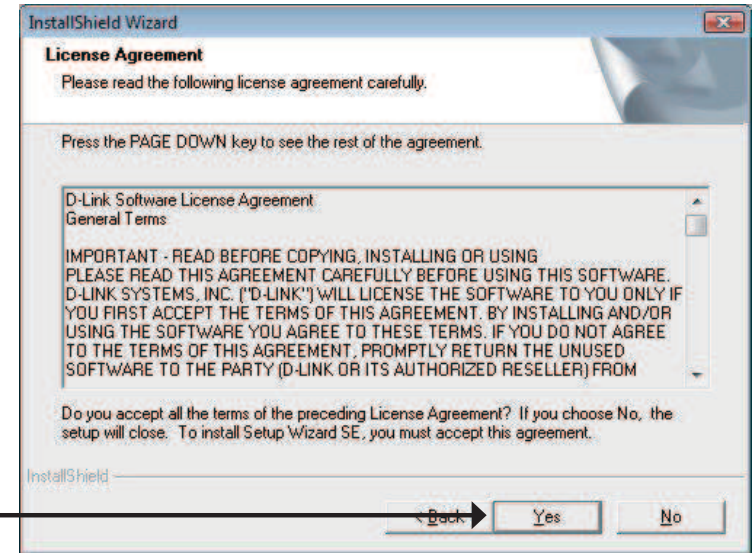 InstallShield Wizard
License Agreement
Please read the following license agreement carefully.
Press the PAGE DOWN key to see the rest of the agreement.
D-Link Software License Agreement
General Terms
IMPORTANT - READ BEFORE COPYING, INSTALLING OR USING
PLEASE READ THIS AGREEMENT CAREFULLY BEFORE USING THIS SOFTWARE.
D-LINK SYSTEMS, INC. ("D-LINK") WILL LICENSE THE SOFTWARE TO YOU ONLY IF
YOU FIRST ACCEPT THE TERMS OF THIS AGREEMENT. BY INSTALLING AND/OR
USING THE SOFTWARE YOU AGREE TO THESE TERMS. IF YOU DO NOT AGREE
TO THE TERMS OF THIS AGREEMENT, PROMPTLY RETURN THE UNUSED
SOFTWARE TO THE PARTY (D-LINK OR ITS AUTHORIZED RESELLER) FROM
Do you accept all the terms of the preceding License Agreement? If you choose No, the
setup will close. To install Setup Wizard SE, you must accept this agreement.
InstallShield
< Back Yes No